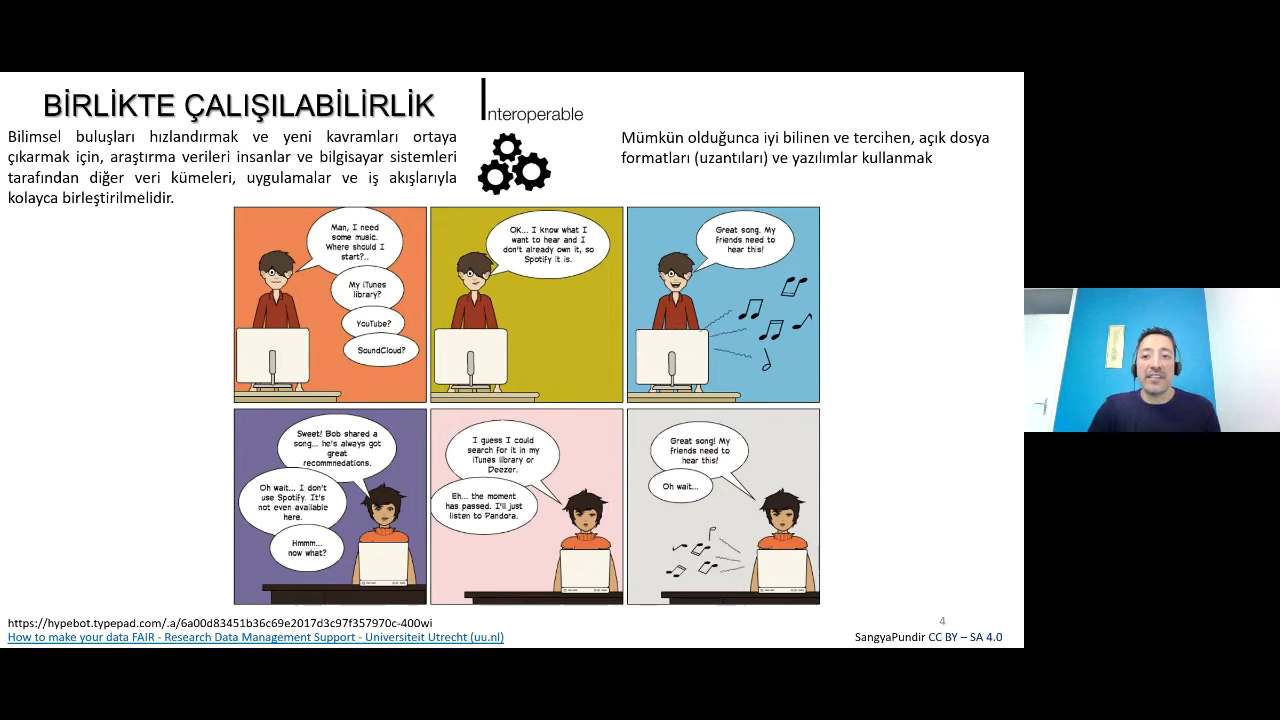 BİRLİKTE ÇALIŞILABİLİRLİK
Interoperable
Bilimsel buluşları hızlandırmak ve yeni kavramları ortaya
çıkarmak için, araştırma verileri insanlar ve bilgisayar sistemleri
tarafından diğer veri kümeleri, uygulamalar ve iş akışlarıyla
kolayca birleştirilmelidir.
Mümkün olduğunca iyi bilinen ve tercihen, açık dosya
formatları (uzantıları) ve yazılımlar kullanmak
Man, I need
some music.
Where should I
start?..
My iTunes
library?
YouTube?
SoundCloud?
OK... I know what I
want to hear and I
don't already own it, so
Spotify it is.
Great song. My
friends need to
hear this!
Sweet! Bob shared a
song... he's always got
great
recommnedations.
Oh wait... I don't
use Spotify. It's
not even available
here.
Hmmm...
now what?
I guess I could
search for it in my
iTunes library or
Deezer.
Eh... the moment
has passed. I'll just
listen to Pandora.
Great song! My
friends need to
hear this!
Oh wait...
https://hypebot.typepad.com/.a/6a00d83451b36c69e2017d3c97f357970c-400wi
How to make your data FAIR - Research Data Management Support - Universiteit Utrecht (uu.nl)
4
SangyaPundir CC BY – SA 4.0